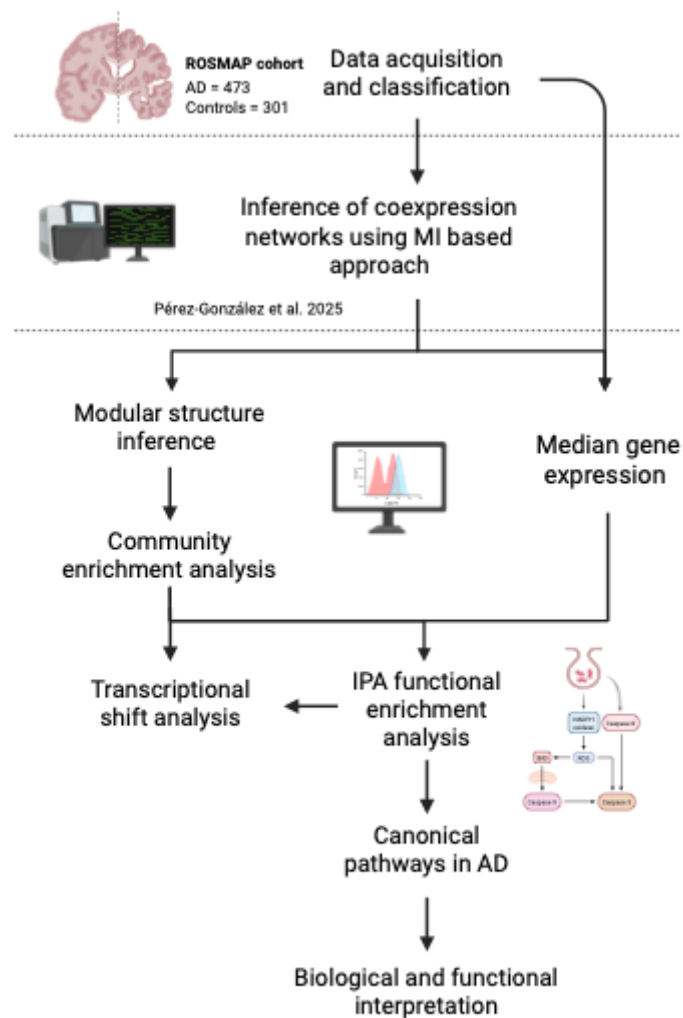 ROSMAP cohort
AD = 473
Controls = 301
Data acquisition
and classification
Inference of coexpression
networks using MI based
approach
Pérez-González et al. 2025
Modular structure
inference
Median gene
expression
Community
enrichment analysis
Transcriptional
shift analysis
IPA functional
enrichment
analysis
Canonical
pathways in AD
Biological and functional
interpretation